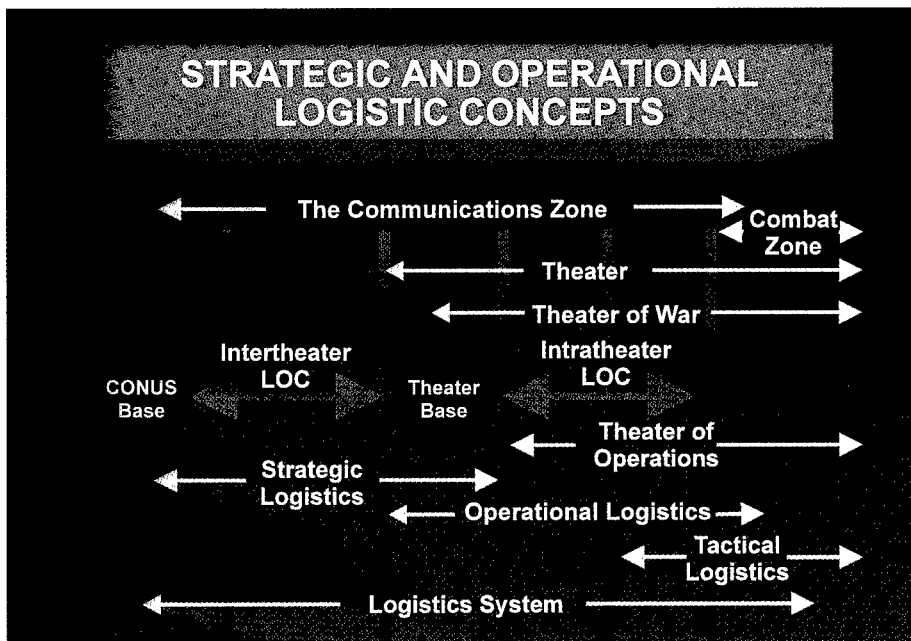 STRATEGIC AND OPERATIONAL
LOGISTIC CONCEPTS
The Communications Zone
Combat
Zone
Theater
Theater of War
Intertheater
LOC
Intratheater
LOC
CONUS
Base
Theater
Base
Theater of
Operations
Strategic
Logistics
Operational Logistics
Tactical
Logistics
Logistics System